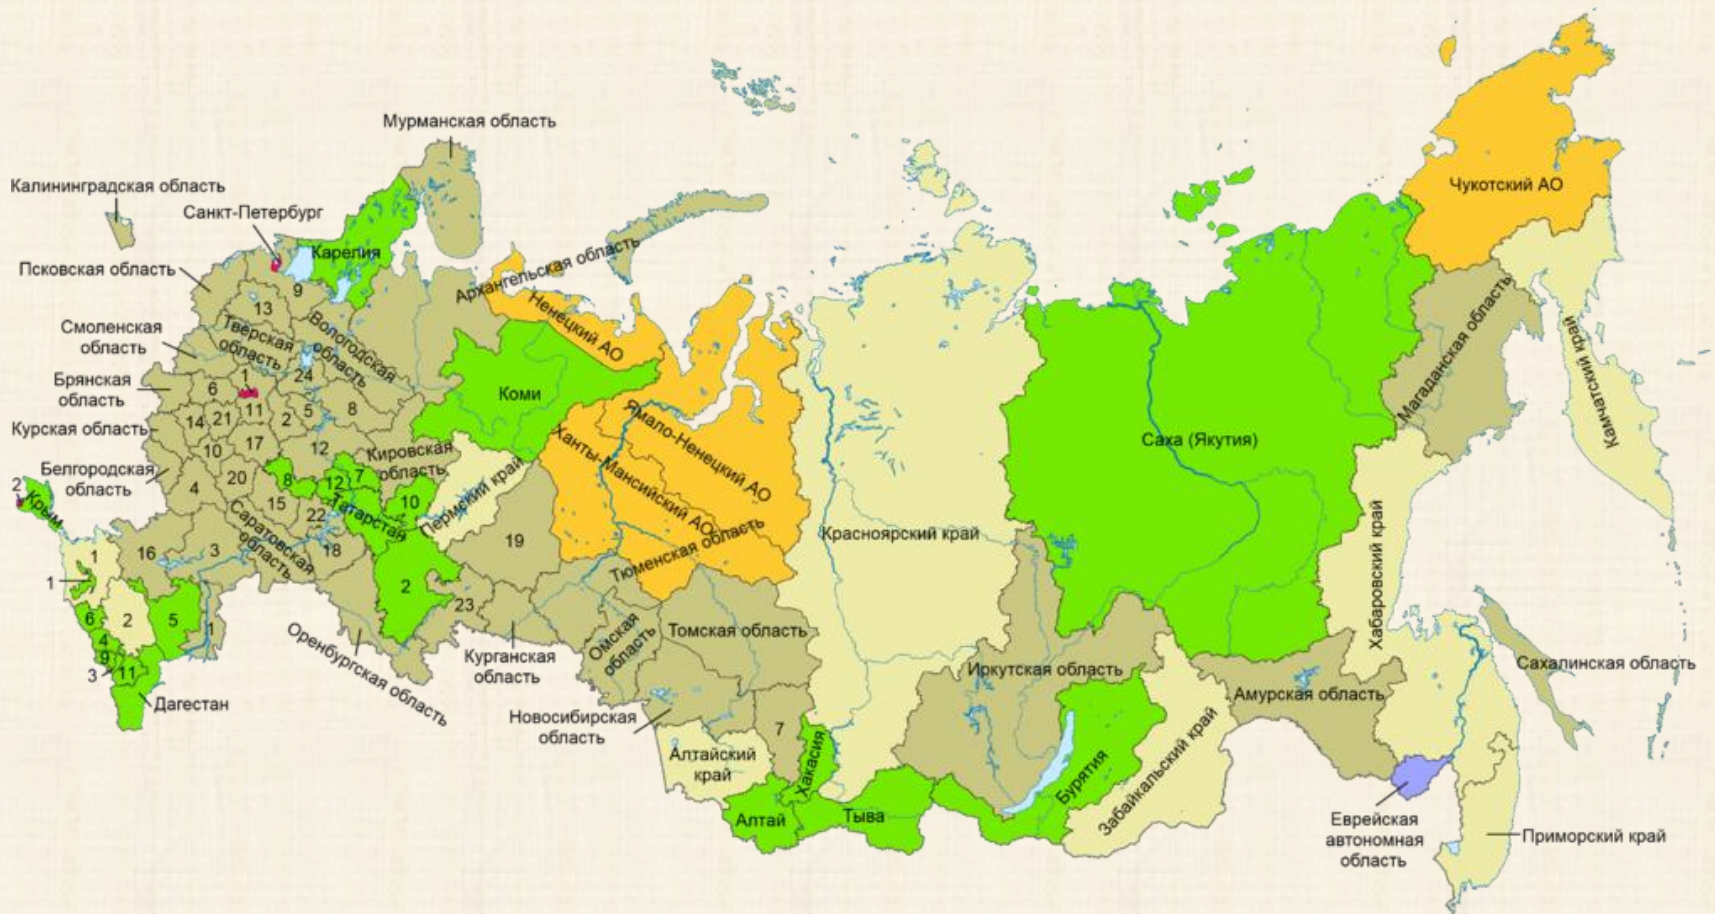 Мурманская область
Калининградская область
Санкт-Петербург
Чукотский АО
Карелия
Архангельская область
Псковская область
9
13
Ненецкий АО
Вологодская
область
Тверская
область
Смоленская
область
Камчатский край
Магаданская область
Брянская
область
6
1
24
Коми
14
21
11
2
5
8
Ямало-Ненецкий АО
Курская область
10
17
12
Саха (Якутия)
Кировская
область
Ханты-Мансийский АО
Белгородская
область
4
20
8
12
7
Пермский край
2
Крым
15
10
Татарстан
22
Саратовская
область
Красноярский край
Хабаровский край
1
16
3
18
19
Тюменская область
1
2
23
6
2
5
1
4
9
3
11
Оренбургская область
Курганская
область
Омская
область
Томская область
Иркутская область
Сахалинская область
Амурская область
Дагестан
Новосибирская
область
7
Алтайский
край
Хакасия
Бурятия
Забайкальский край
Алтай
Тыва
Еврейская
автономная
область
Приморский край